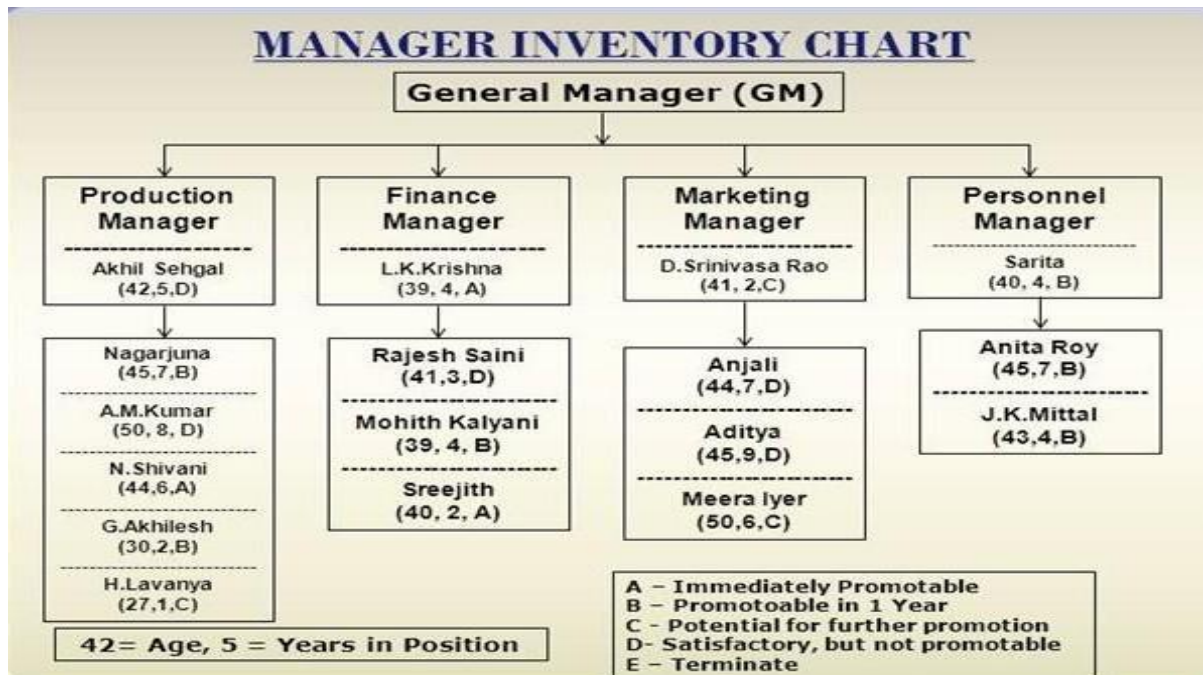 MANAGER INVENTORY CHART
General Manager (GM)
Production
Manager
Akhil Sehgal
(42,5,D)
Finance
Manager
L.K.Krishna
(39, 4, A)
Marketing
Manager
D.Srinivasa Rao
(41, 2,C)
Personnel
Manager
Sarita
(40, 4, B)
Nagarjuna
(45,7,B)
A.M.Kumar
(50, 8, D)
N.Shivani
(44,6,A)
G.Akhilesh
(30,2,B)
H.Lavanya
(27,1,C)
Rajesh Saini
(41,3,D)
Mohith Kalyani
(39, 4, B)
Sreejith
(40, 2, A)
Anjali
(44,7,D)
Aditya
(45,9,D)
Meera Iyer
(50,6,C)
Anita Roy
(45,7,B)
J.K.Mittal
(43,4,B)
42= Age, 5 = Years in Position
A – Immediately Promotable
B – Promotoable in 1 Year
C – Potential for further promotion
D- Satisfactory, but not promotable
E – Terminate